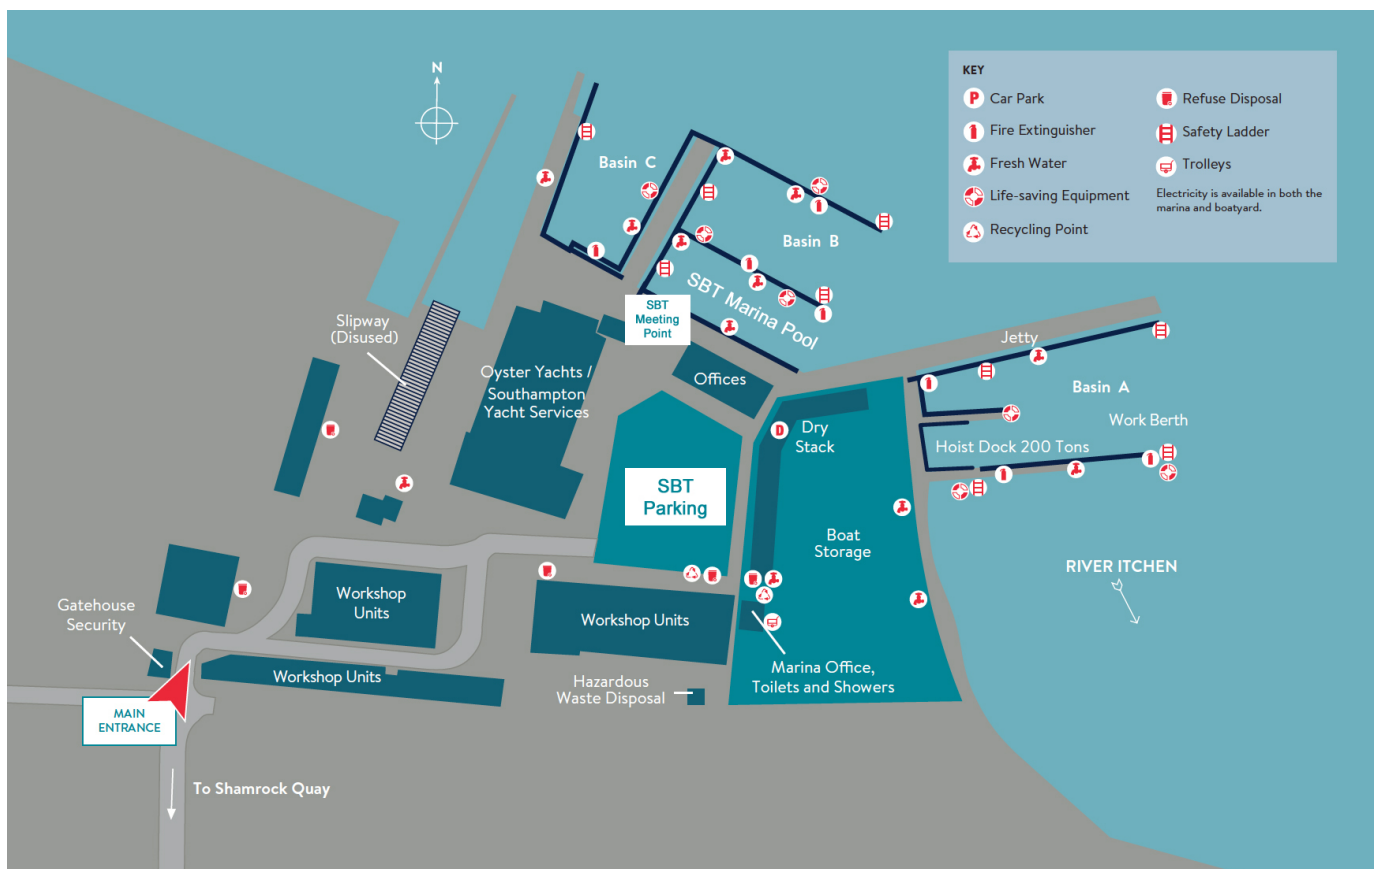 N
KEY
P Car Park
Fire Extinguisher
Fresh Water
Life-saving Equipment
Recycling Point
Refuse Disposal
Safety Ladder
Trolleys
Electricity is available in both the
marina and boatyard.
Basin C
Basin B
SBT Marina Pool
SBT
Meeting
Point
Slipway
(Disused)
Oyster Yachts /
Southampton
Yacht Services
Offices
Jetty
Basin A
Work Berth
Hoist Dock 200 Tons
D
Dry
Stack
SBT
Parking
Boat
Storage
RIVER ITCHEN
Gatehouse
Security
Workshop
Units
Workshop Units
Workshop Units
Marina Office,
Toilets and Showers
Hazardous
Waste Disposal
MAIN
ENTRANCE
To Shamrock Quay